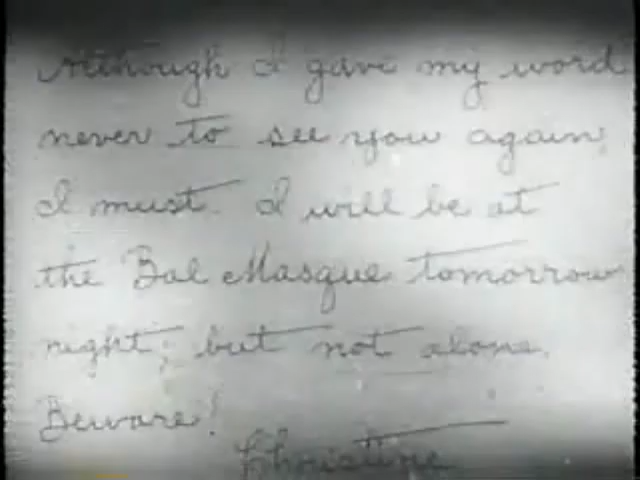 Although I gave my word
never to see you again,
I must. I will be at
the Bal Masque tomorrow
night, but not alone.
Beware!
Christine